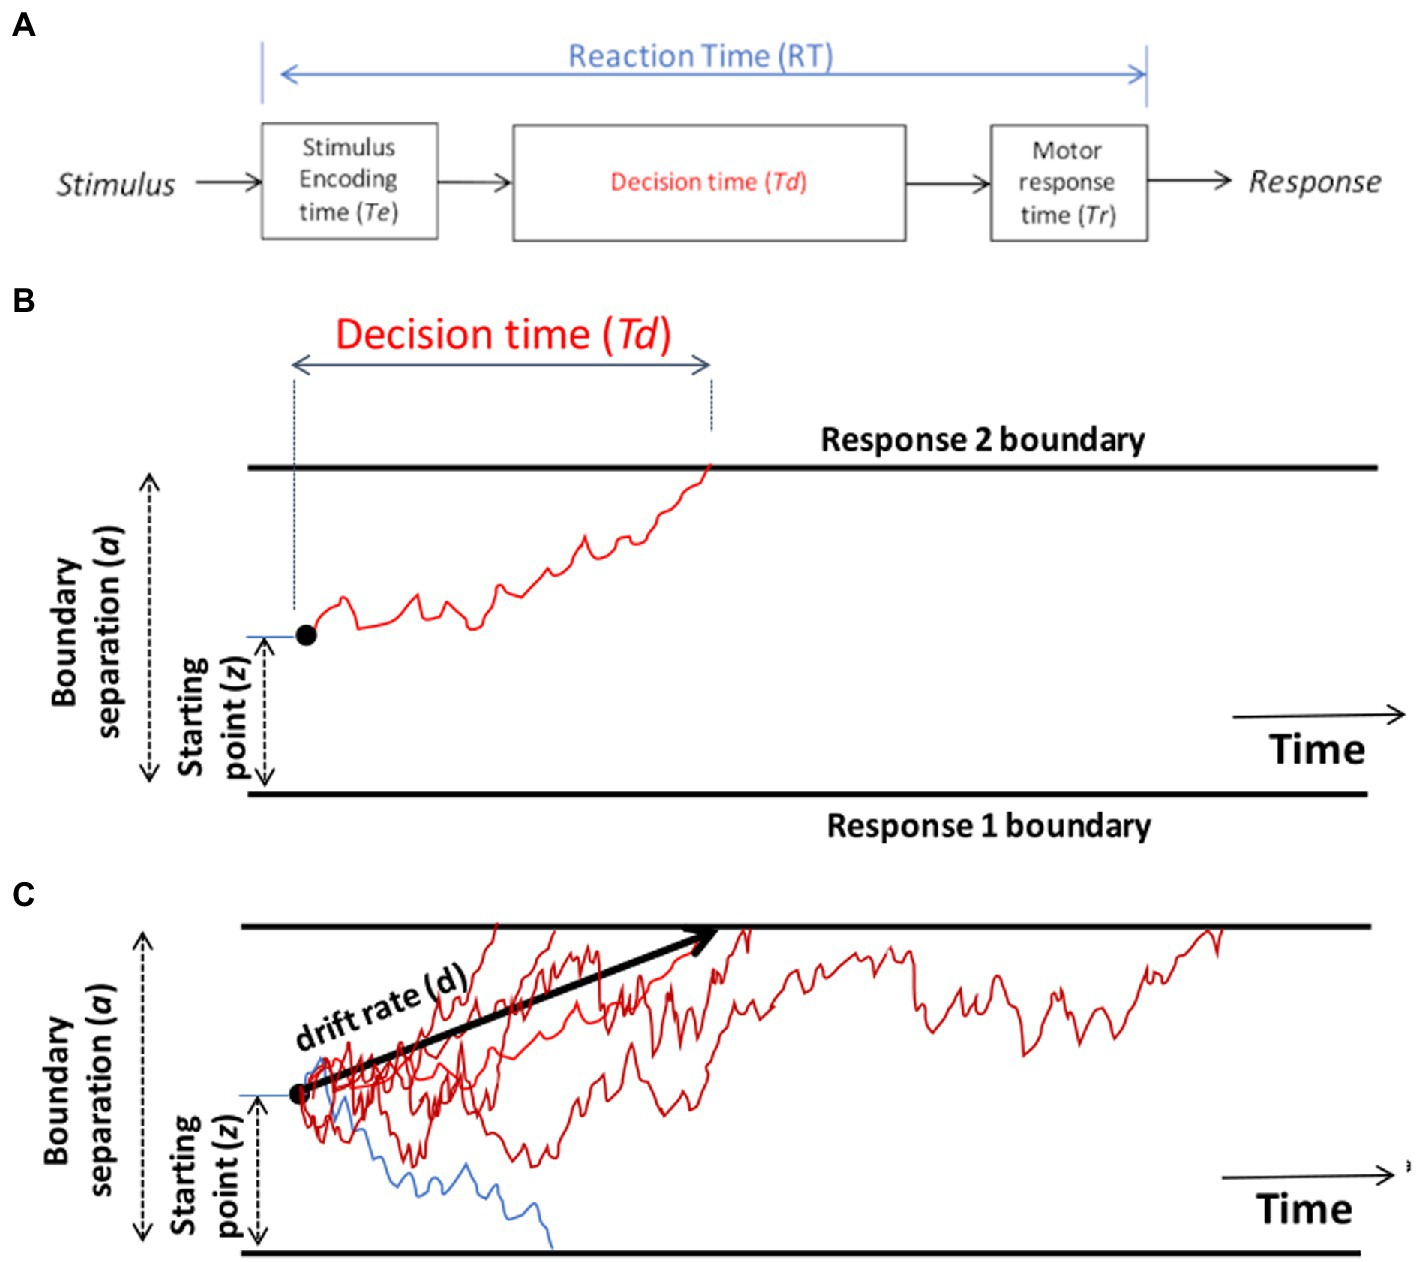 A
Reaction Time (RT)
Stimulus
Stimulus
Encoding
time (Te)
Decision time (Td)
Motor
response
time (Tr)
Response
B
Decision time (Td)
Response 2 boundary
Boundary
separation (a)
Starting
point (z)
Time
Response 1 boundary
C
drift rate (d)
Boundary
separation (a)
Starting
point (z)
Time